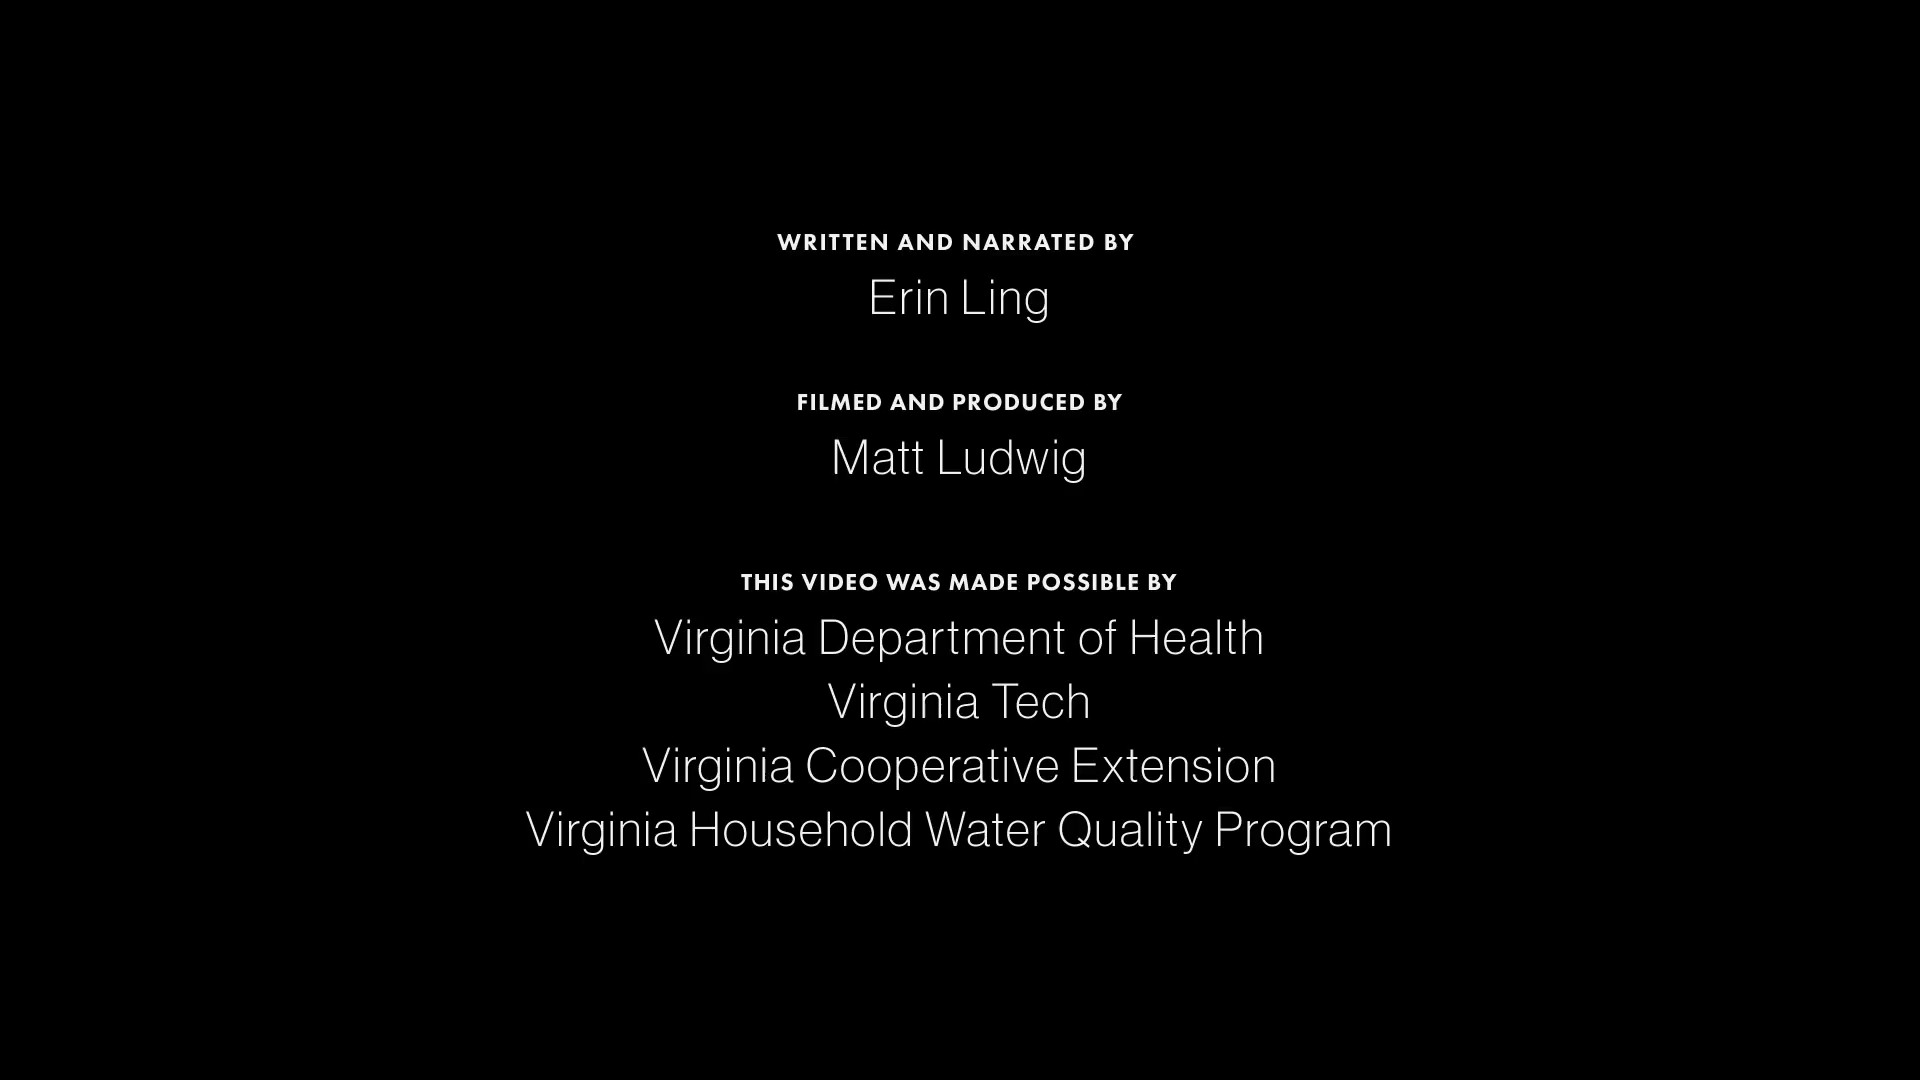 WRITTEN AND NARRATED BY
Erin Ling
FILMED AND PRODUCED BY
Matt Ludwig
THIS VIDEO WAS MADE POSSIBLE BY
Virginia Department of Health
Virginia Tech
Virginia Cooperative Extension
Virginia Household Water Quality Program